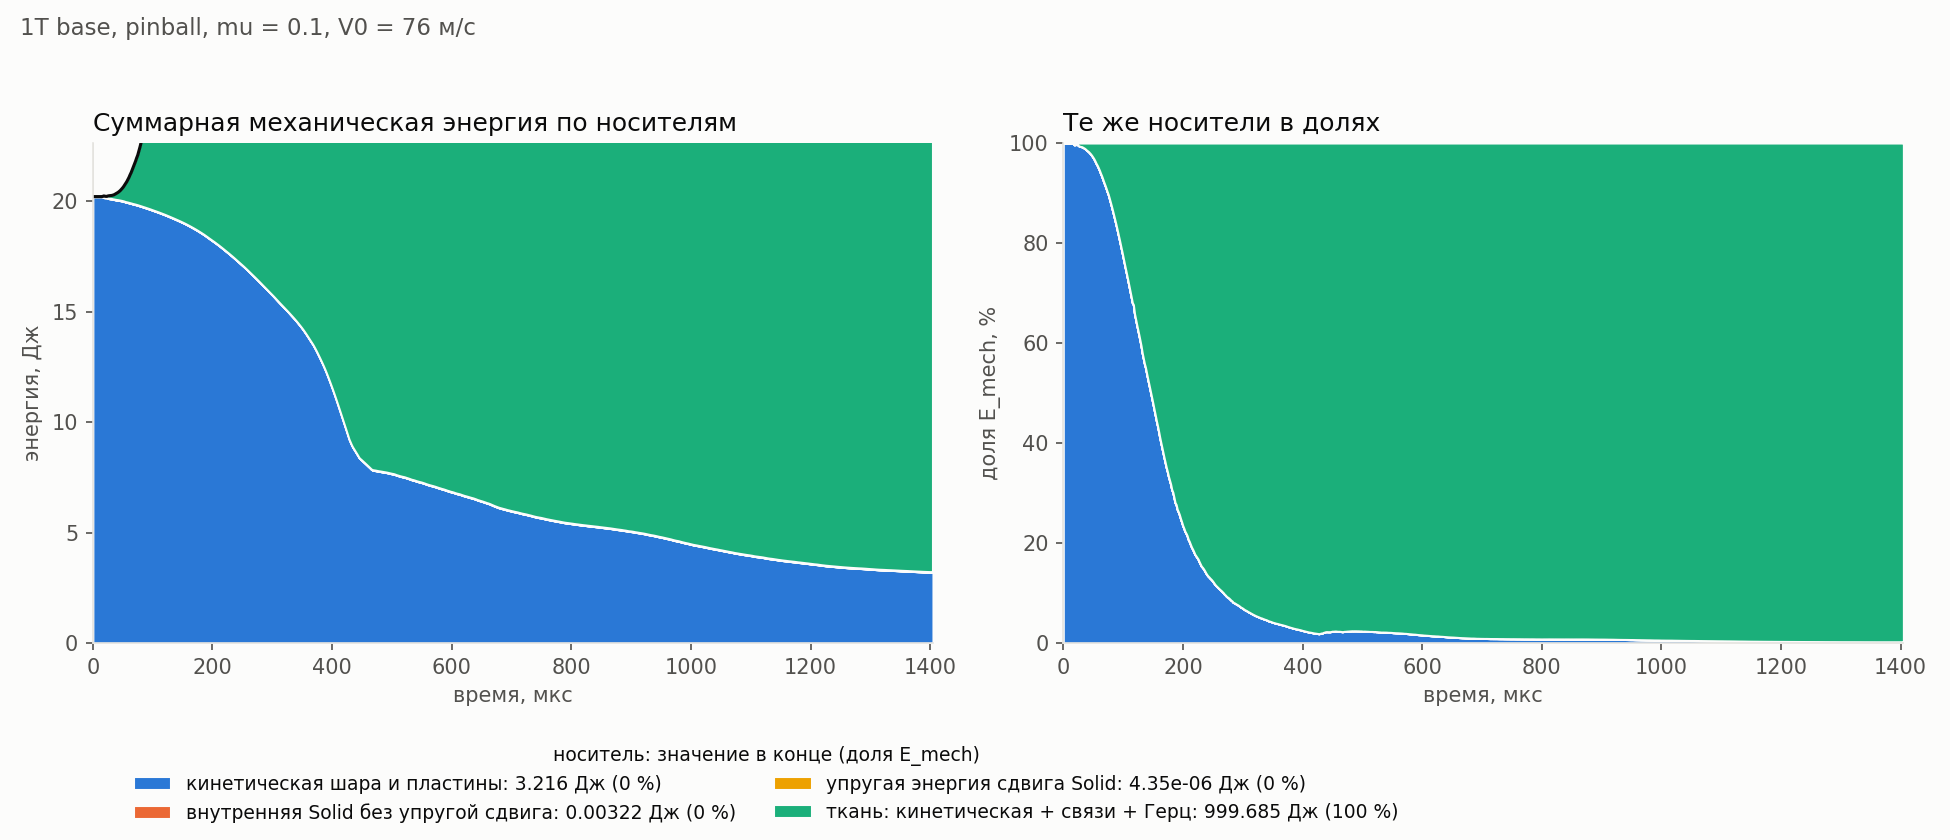 1T base, pinball, mu = 0.1, V0 = 76 м/с
Суммарная механическая энергия по носителям
20
15
10
5
0
энергия, Дж
0 200 400 600 800 1000 1200 1400
время, мкс
Те же носители в долях
100
80
60
40
20
0
доля E_mech, %
0 200 400 600 800 1000 1200 1400
время, мкс
носитель: значение в конце (доля E_mech)
кинетическая шара и пластины: 3.216 Дж (0 %)
внутренняя Solid без упругой сдвига: 0.00322 Дж (0 %)
упругая энергия сдвига Solid: 4.35e-06 Дж (0 %)
ткань: кинетическая + связи + Герц: 999.685 Дж (100 %)